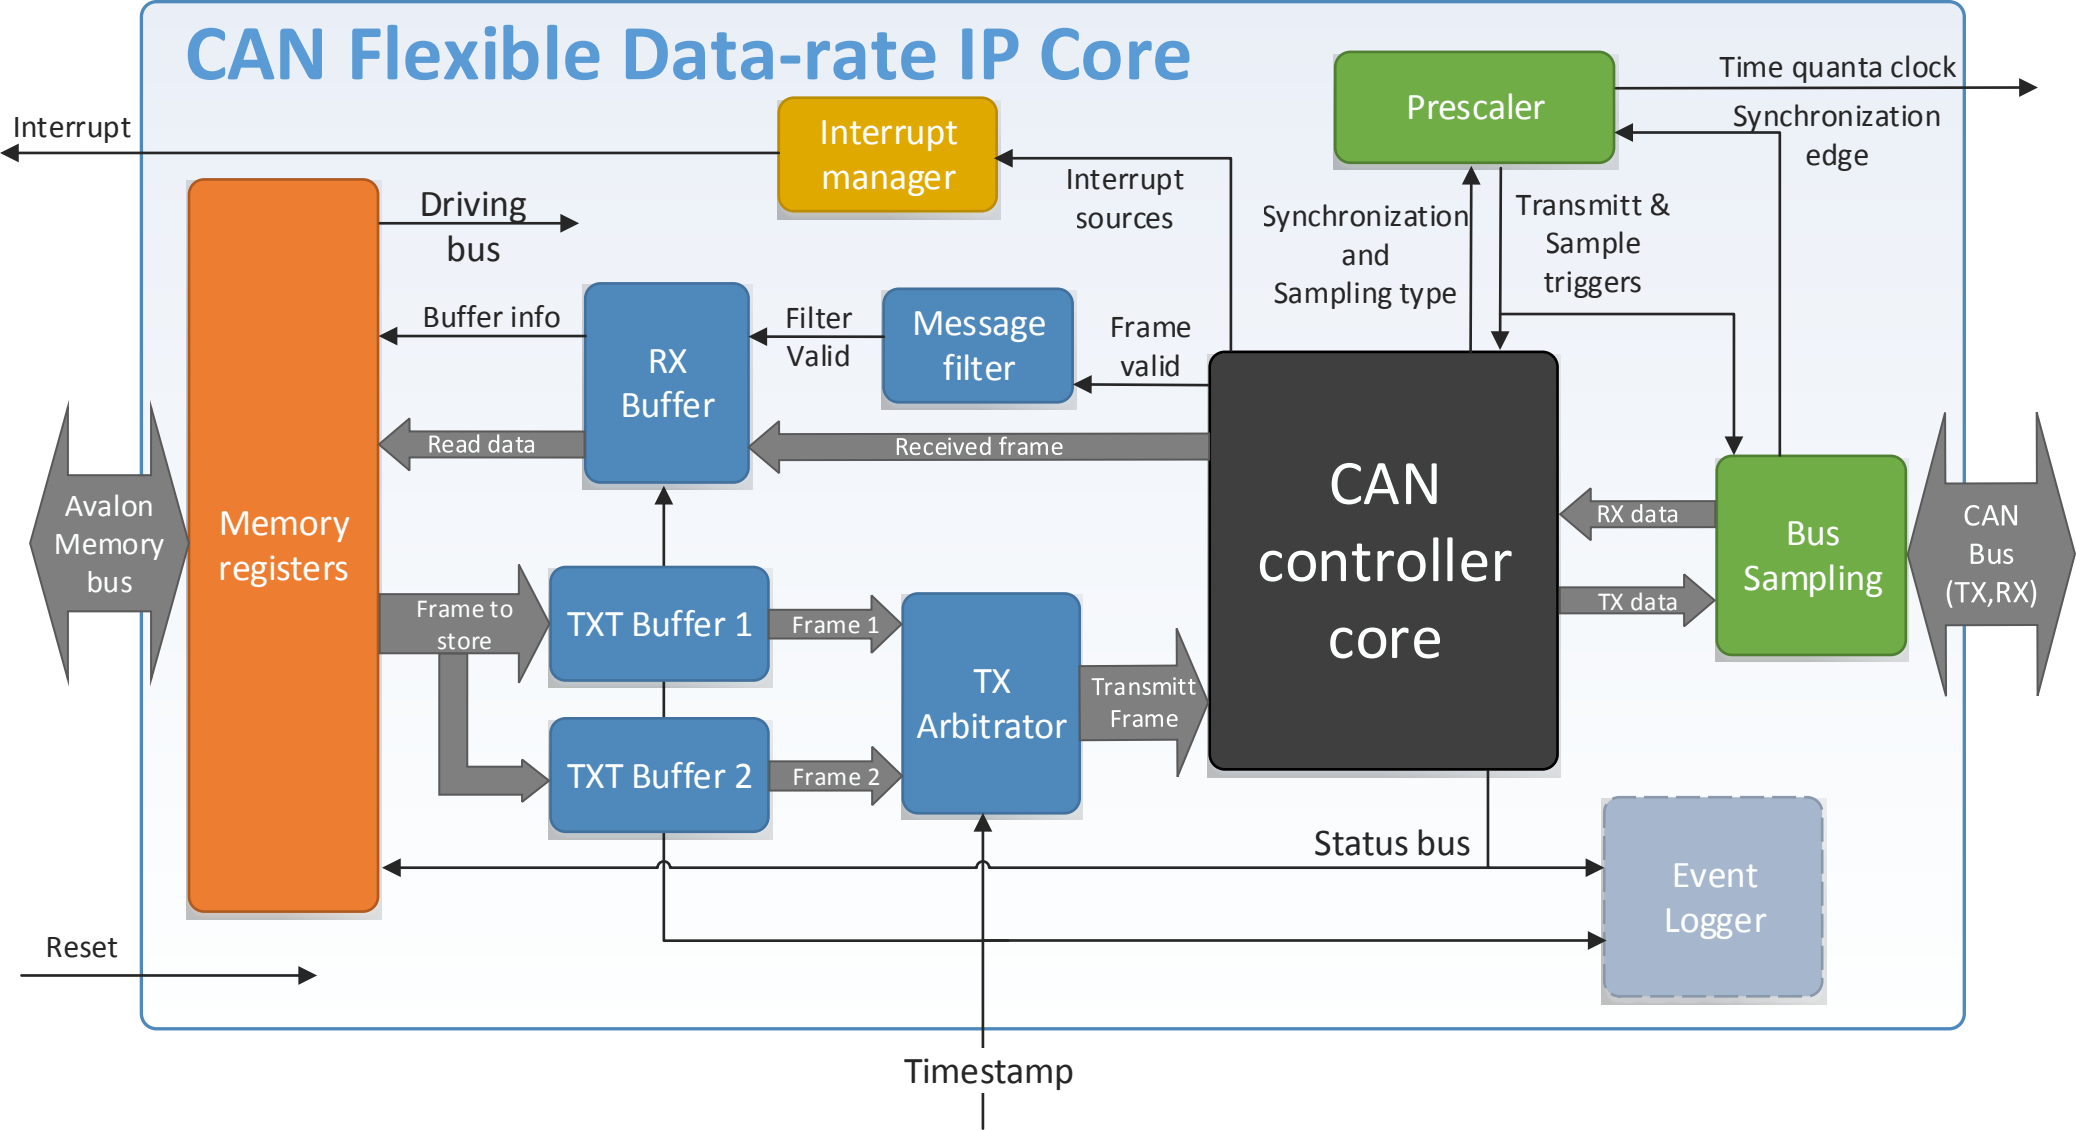 CAN Flexible Data-rate IP Core
Time quanta clock
Prescaler
Synchronization
edge
Interrupt
Interrupt
manager
Interrupt
sources
Driving
bus
Synchronization
and
Sampling type
Transmitt &
Sample
triggers
Buffer info
RX
Buffer
Filter
Valid
Message
filter
Frame
valid
Read data
Received frame
Avalon
Memory
bus
Memory
registers
CAN
controller
core
RX data
TX data
Bus
Sampling
CAN
Bus
(TX,RX)
Frame to
store
TXT Buffer 1
Frame 1
TX
Arbitrator
Transmitt
Frame
TXT Buffer 2
Frame 2
Status bus
Event
Logger
Reset
Timestamp